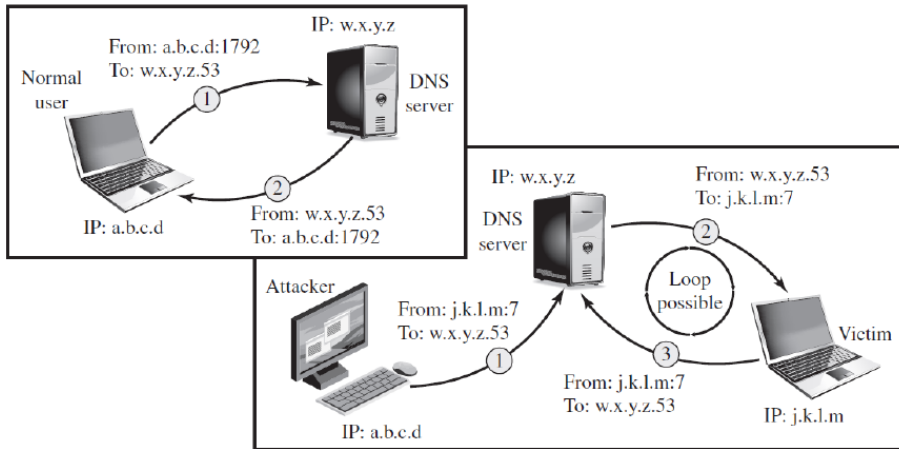 IP: w.x.y.z
From: a.b.c.d:1792
To: w.x.y.z.53
Normal
user
DNS
server
1
2
From: w.x.y.z.53
To: a.b.c.d:1792
IP: a.b.c.d
IP: w.x.y.z
DNS
server
From: w.x.y.z.53
To: j.k.l.m:7
2
Loop
possible
Attacker
From: j.k.l.m:7
To: w.x.y.z.53
1
Victim
3
From: j.k.l.m:7
To: w.x.y.z.53
IP: a.b.c.d
IP: j.k.l.m